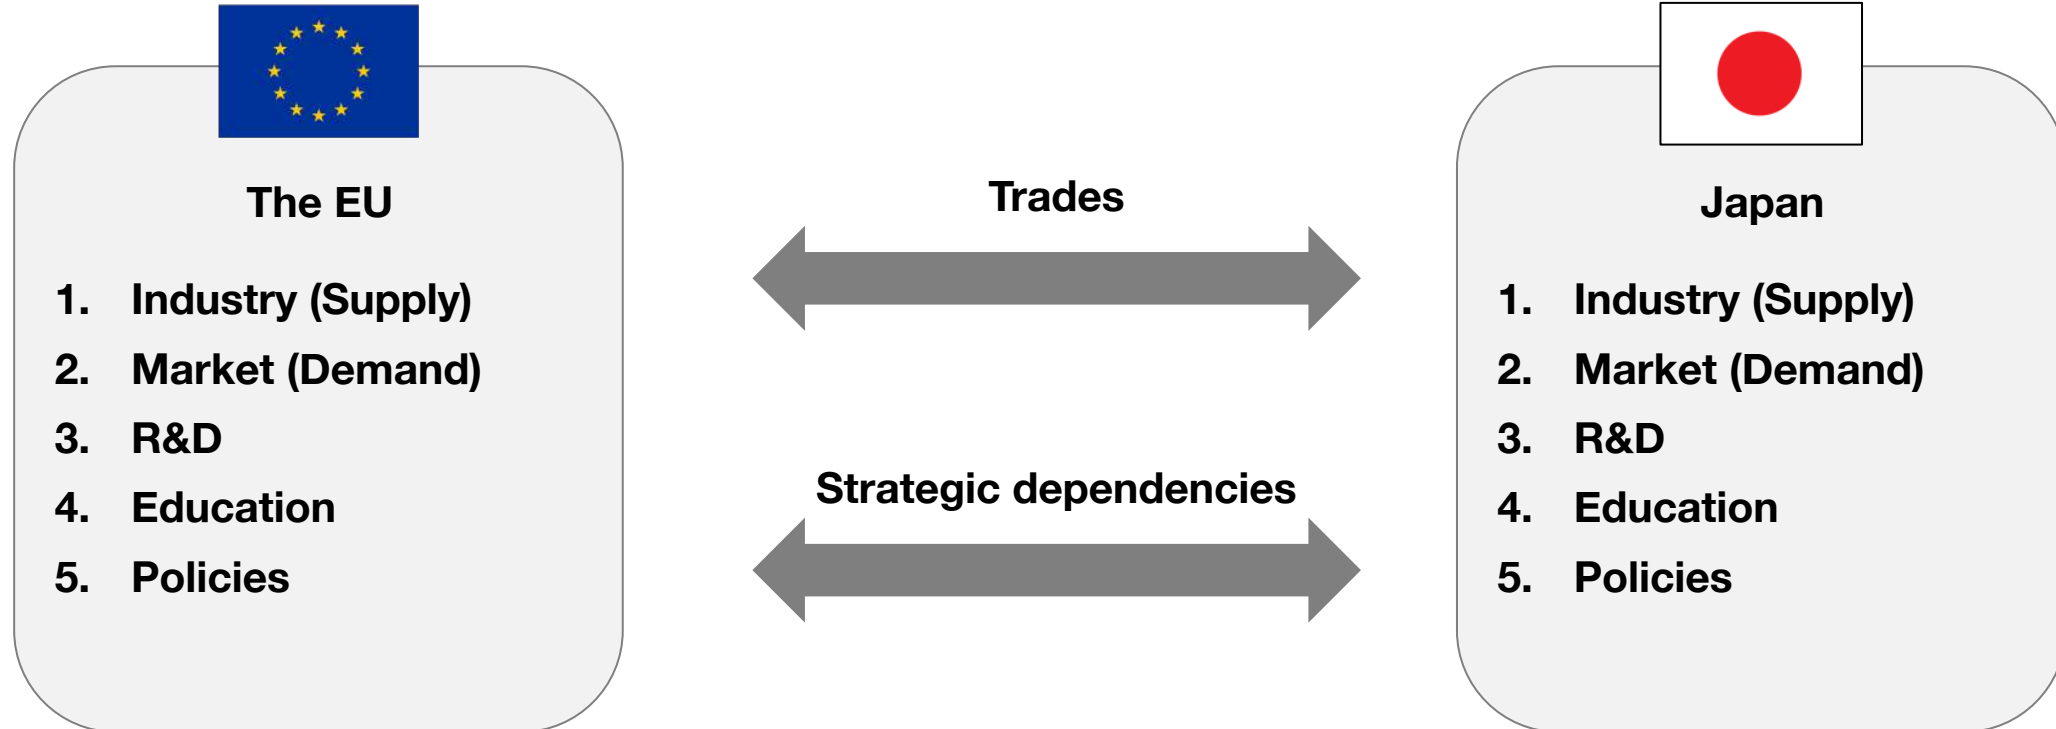 The EU
1. Industry (Supply)
2. Market (Demand)
3. R&D
4. Education
5. Policies
Trades
Strategic dependencies
Japan
1. Industry (Supply)
2. Market (Demand)
3. R&D
4. Education
5. Policies